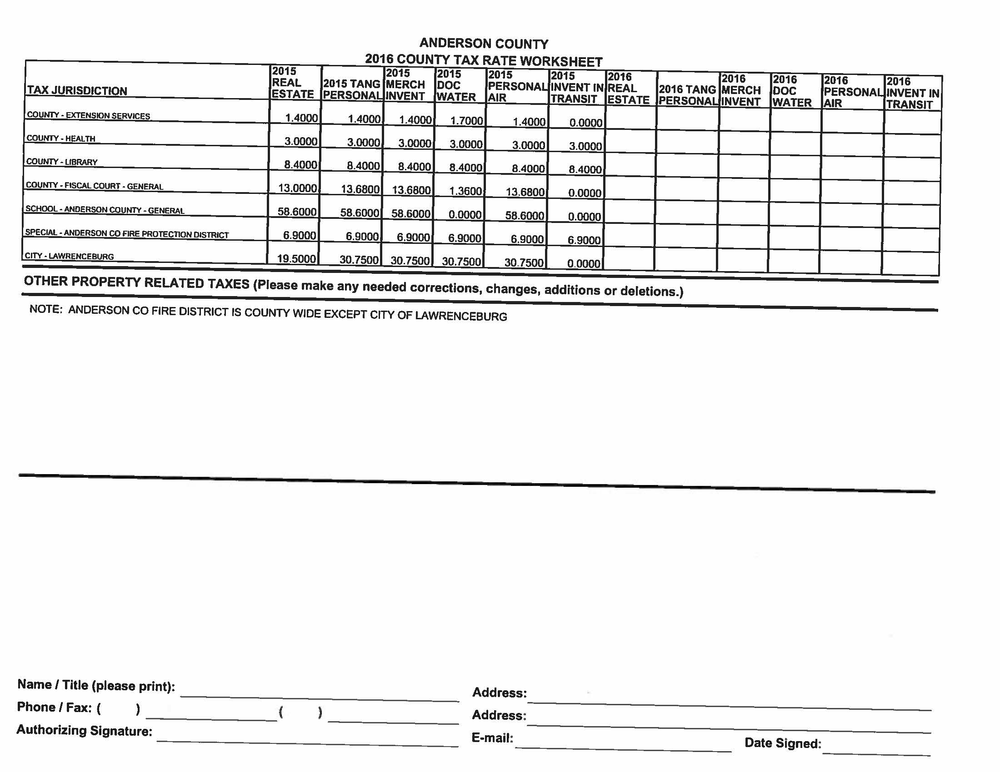 ANDERSON COUNTY
2016 COUNTY TAX RATE WORKSHEET
TAX JURISDICTION 2015 REAL ESTATE 2015 TANG PERSONAL 2015 MERCH INVENT 2015 DOC WATER 2015 PERSONAL AIR 2015 INVENT IN TRANSIT 2016 REAL ESTATE 2016 TANG PERSONAL 2016 MERCH INVENT 2016 DOC WATER 2016 PERSONAL AIR 2016 INVENT IN TRANSIT
COUNTY - EXTENSION SERVICES 1.4000 1.4000 1.4000 1.7000 1.4000 0.0000
COUNTY - HEALTH 3.0000 3.0000 3.0000 3.0000 3.0000 3.0000
COUNTY - LIBRARY 8.4000 8.4000 8.4000 8.4000 8.4000 8.4000
COUNTY - FISCAL COURT - GENERAL 13.0000 13.6800 13.6800 1.3600 13.6800 0.0000
SCHOOL - ANDERSON COUNTY - GENERAL 58.6000 58.6000 58.6000 0.0000 58.6000 0.0000
SPECIAL - ANDERSON CO FIRE PROTECTION DISTRICT 6.9000 6.9000 6.9000 6.9000 6.9000 6.9000
CITY - LAWRENCEBURG 19.5000 30.7500 30.7500 30.7500 30.7500 0.0000
OTHER PROPERTY RELATED TAXES (Please make any needed corrections, changes, additions or deletions.)
NOTE: ANDERSON CO FIRE DISTRICT IS COUNTY WIDE EXCEPT CITY OF LAWRENCEBURG
Name / Title (please print): Address:
Phone / Fax: ( ) ( ) Address:
Authorizing Signature: E-mail: Date Signed: